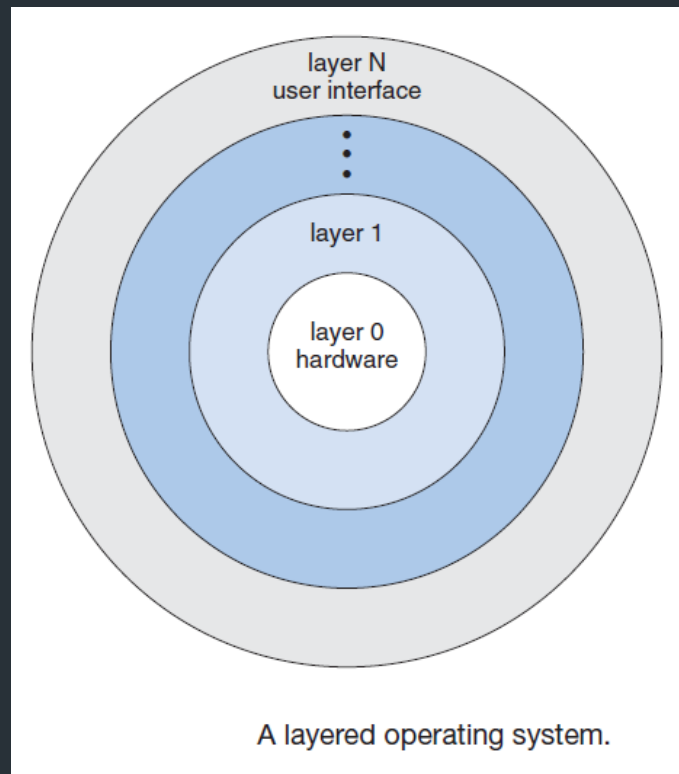 layer N
user interface
layer 1
layer 0
hardware
A layered operating system.